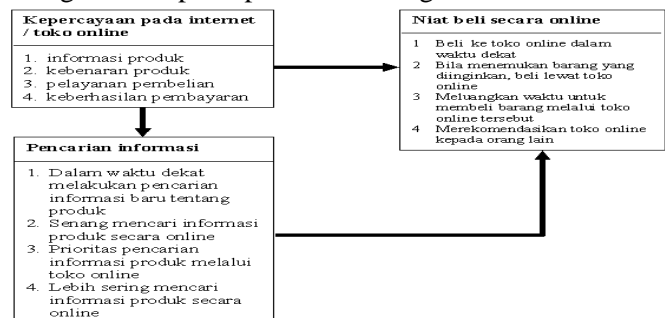 Kepercayaan pada internet
/ toko online
1. informasi produk
2. kebenaran produk
3. pelayanan pembelian
4. keberhasilan pembayaran
Niat beli secara online
1 Beli ke toko online dalam
waktu dekat
2 Bila menemukan barang yang
diinginkan, beli lewat toko
online
3 Meluangkan waktu untuk
membeli barang melalui toko
online tersebut
4 Merekomendasikan toko online
kepada orang lain
Pencarian informasi
1. Dalam waktu dekat
melakukan pencarian
informasi baru tentang
produk
2. Senang mencari informasi
produk secara online
3. Prioritas pencarian
informasi produk melalui
toko online
4. Lebih sering mencari
informasi produk secara
online